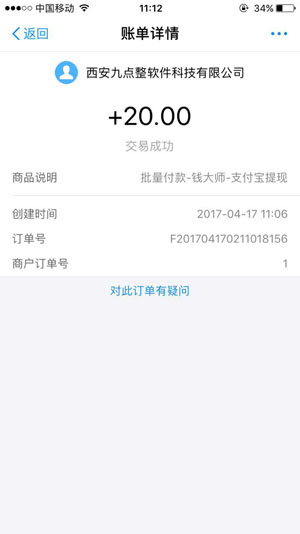 中国移动 11:12 34%
返回 账单详情
西安九点整软件科技有限公司
+20.00
交易成功
商品说明 批量付款-钱大师-支付宝提现
创建时间 2017-04-17 11:06
订单号 F201704170211018156
商户订单号 1
对此订单有疑问